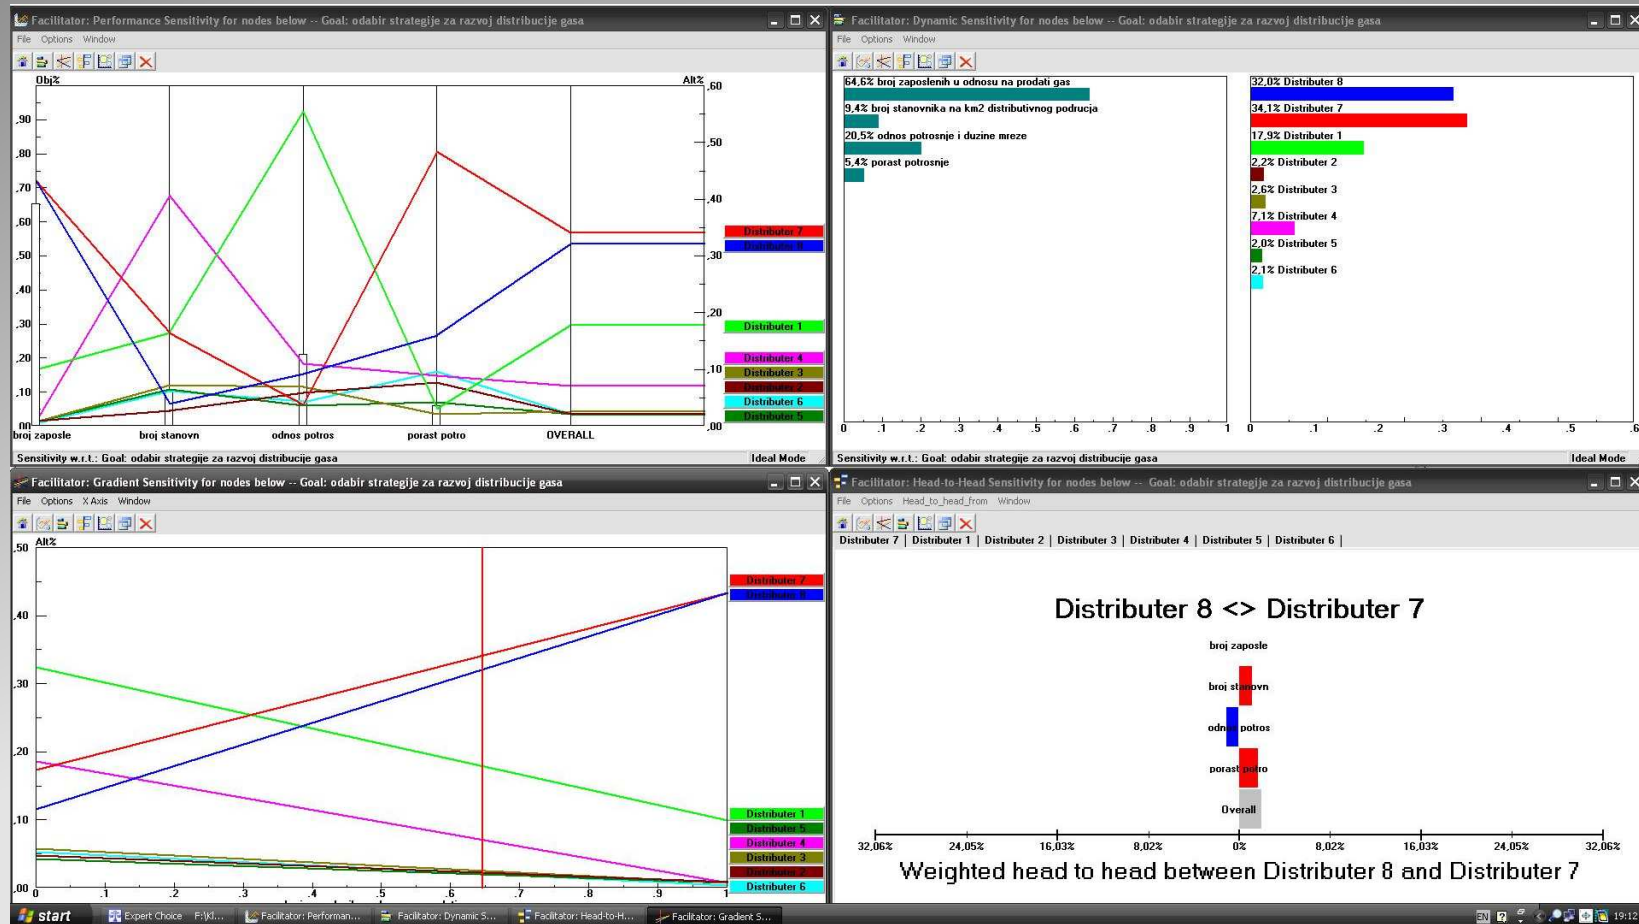 Facilitator: Performance Sensitivity for nodes below -- Goal: odabir strategije za razvoj distribucije gasa
File Options Window
Obj% Alt%
,90
,80
,70
,60
,50
,40
,30
,20
,10
,00
,60
,50
,40
,30
,20
,10
,00
Distributer 7
Distributer 8
Distributer 1
Distributer 4
Distributer 3
Distributer 2
Distributer 6
Distributer 5
broj zaposle broj stanovn odnos potros porast potro OVERALL
Sensitivity w.r.t.: Goal: odabir strategije za razvoj distribucije gasa Ideal Mode
Facilitator: Dynamic Sensitivity for nodes below -- Goal: odabir strategije za razvoj distribucije gasa
File Options Window
64,6% broj zaposlenih u odnosu na prodati gas
9,4% broj stanovnika na km2 distributivnog podrucja
20,5% odnos potrosnje i duzine mreze
5,4% porast potrosnje
0 .1 .2 .3 .4 .5 .6 .7 .8 .9 1
32,0% Distributer 8
34,1% Distributer 7
17,9% Distributer 1
2,2% Distributer 2
2,6% Distributer 3
7,1% Distributer 4
2,0% Distributer 5
2,1% Distributer 6
0 .1 .2 .3 .4 .5 .6
Sensitivity w.r.t.: Goal: odabir strategije za razvoj distribucije gasa Ideal Mode
Facilitator: Gradient Sensitivity for nodes below -- Goal: odabir strategije za razvoj distribucije gasa
File Options X Axis Window
Alt%
,50
,40
,30
,20
,10
,00
Distributer 7
Distributer 8
Distributer 1
Distributer 5
Distributer 4
Distributer 3
Distributer 2
Distributer 6
0 .1 .2 .3 .4 .5 .6 .7 .8 .9 1
Facilitator: Head-to-Head Sensitivity for nodes below -- Goal: odabir strategije za razvoj distribucije gasa
File Options Head_to_head_from Window
Distributer 7 | Distributer 1 | Distributer 2 | Distributer 3 | Distributer 4 | Distributer 5 | Distributer 6 |
Distributer 8 <> Distributer 7
broj zaposle
broj stanovn
odnos potros
porast potro
Overall
32,06% 24,05% 16,03% 8,02% 0% 8,02% 16,03% 24,05% 32,06%
Weighted head to head between Distributer 8 and Distributer 7
start Expert Choice F:\Kl... Facilitator: Performan... Facilitator: Dynamic S... Facilitator: Head-to-H... Facilitator: Gradient S... EN 19:12